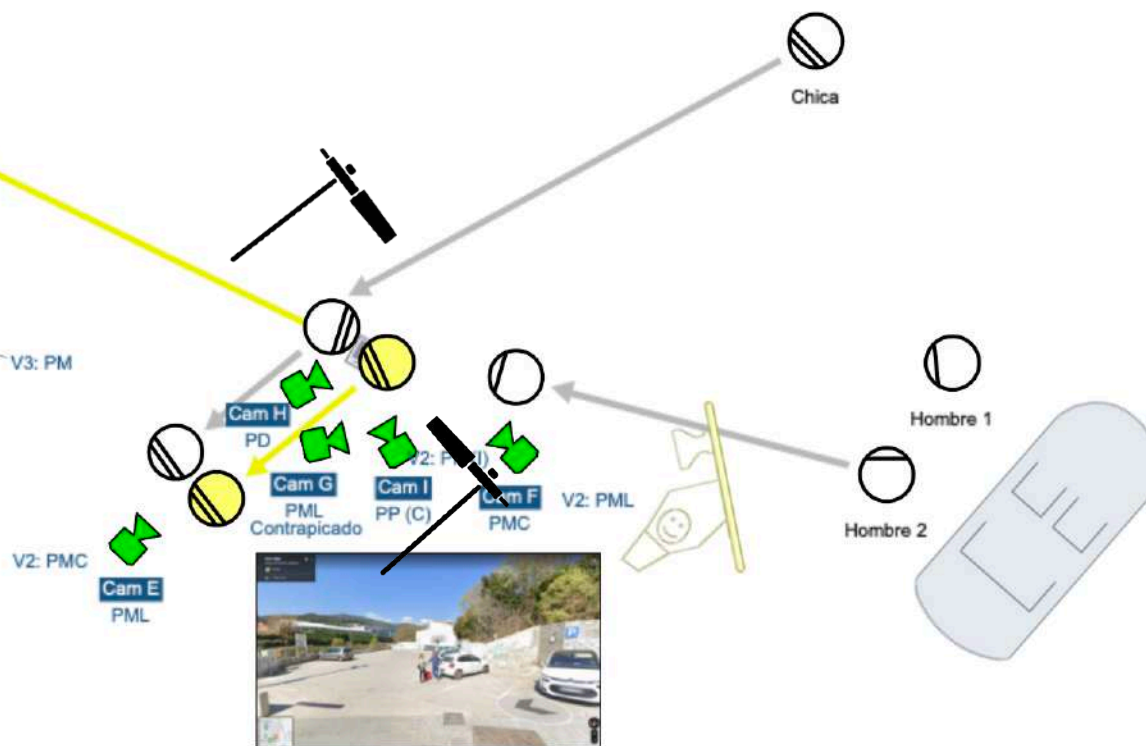 Chica
V3: PM
Hombre 1
Cam H
PD
Cam G
PML
Contrapicado
Cam I
PP (C)
Cam F
PMC
V2: PML
Hombre 2
V2: PMC
Cam E
PML
P